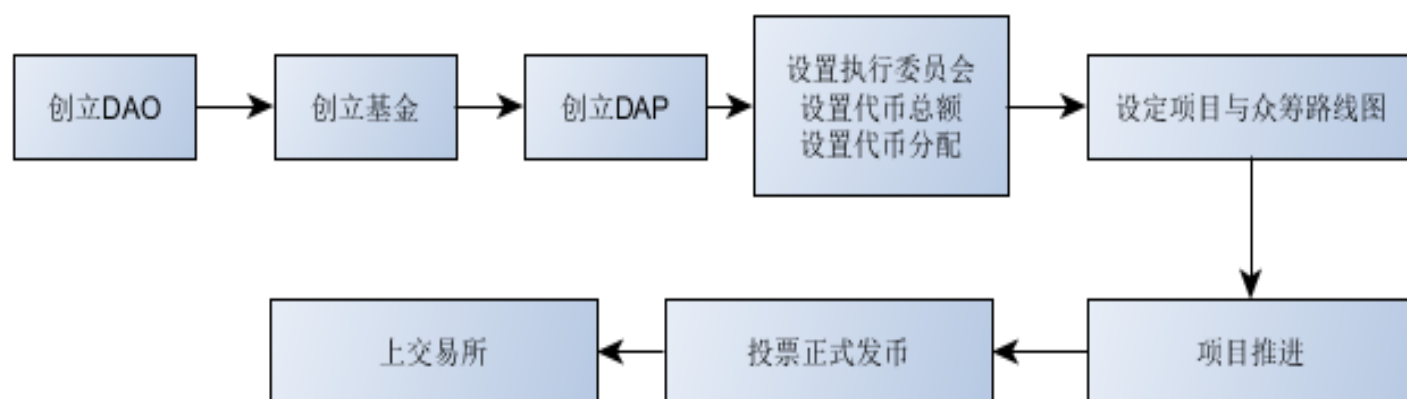 创立DAO
创立基金
创立DAP
设置执行委员会
设置代币总额
设置代币分配
设定项目与众筹路线图
项目推进
投票正式发币
上交易所